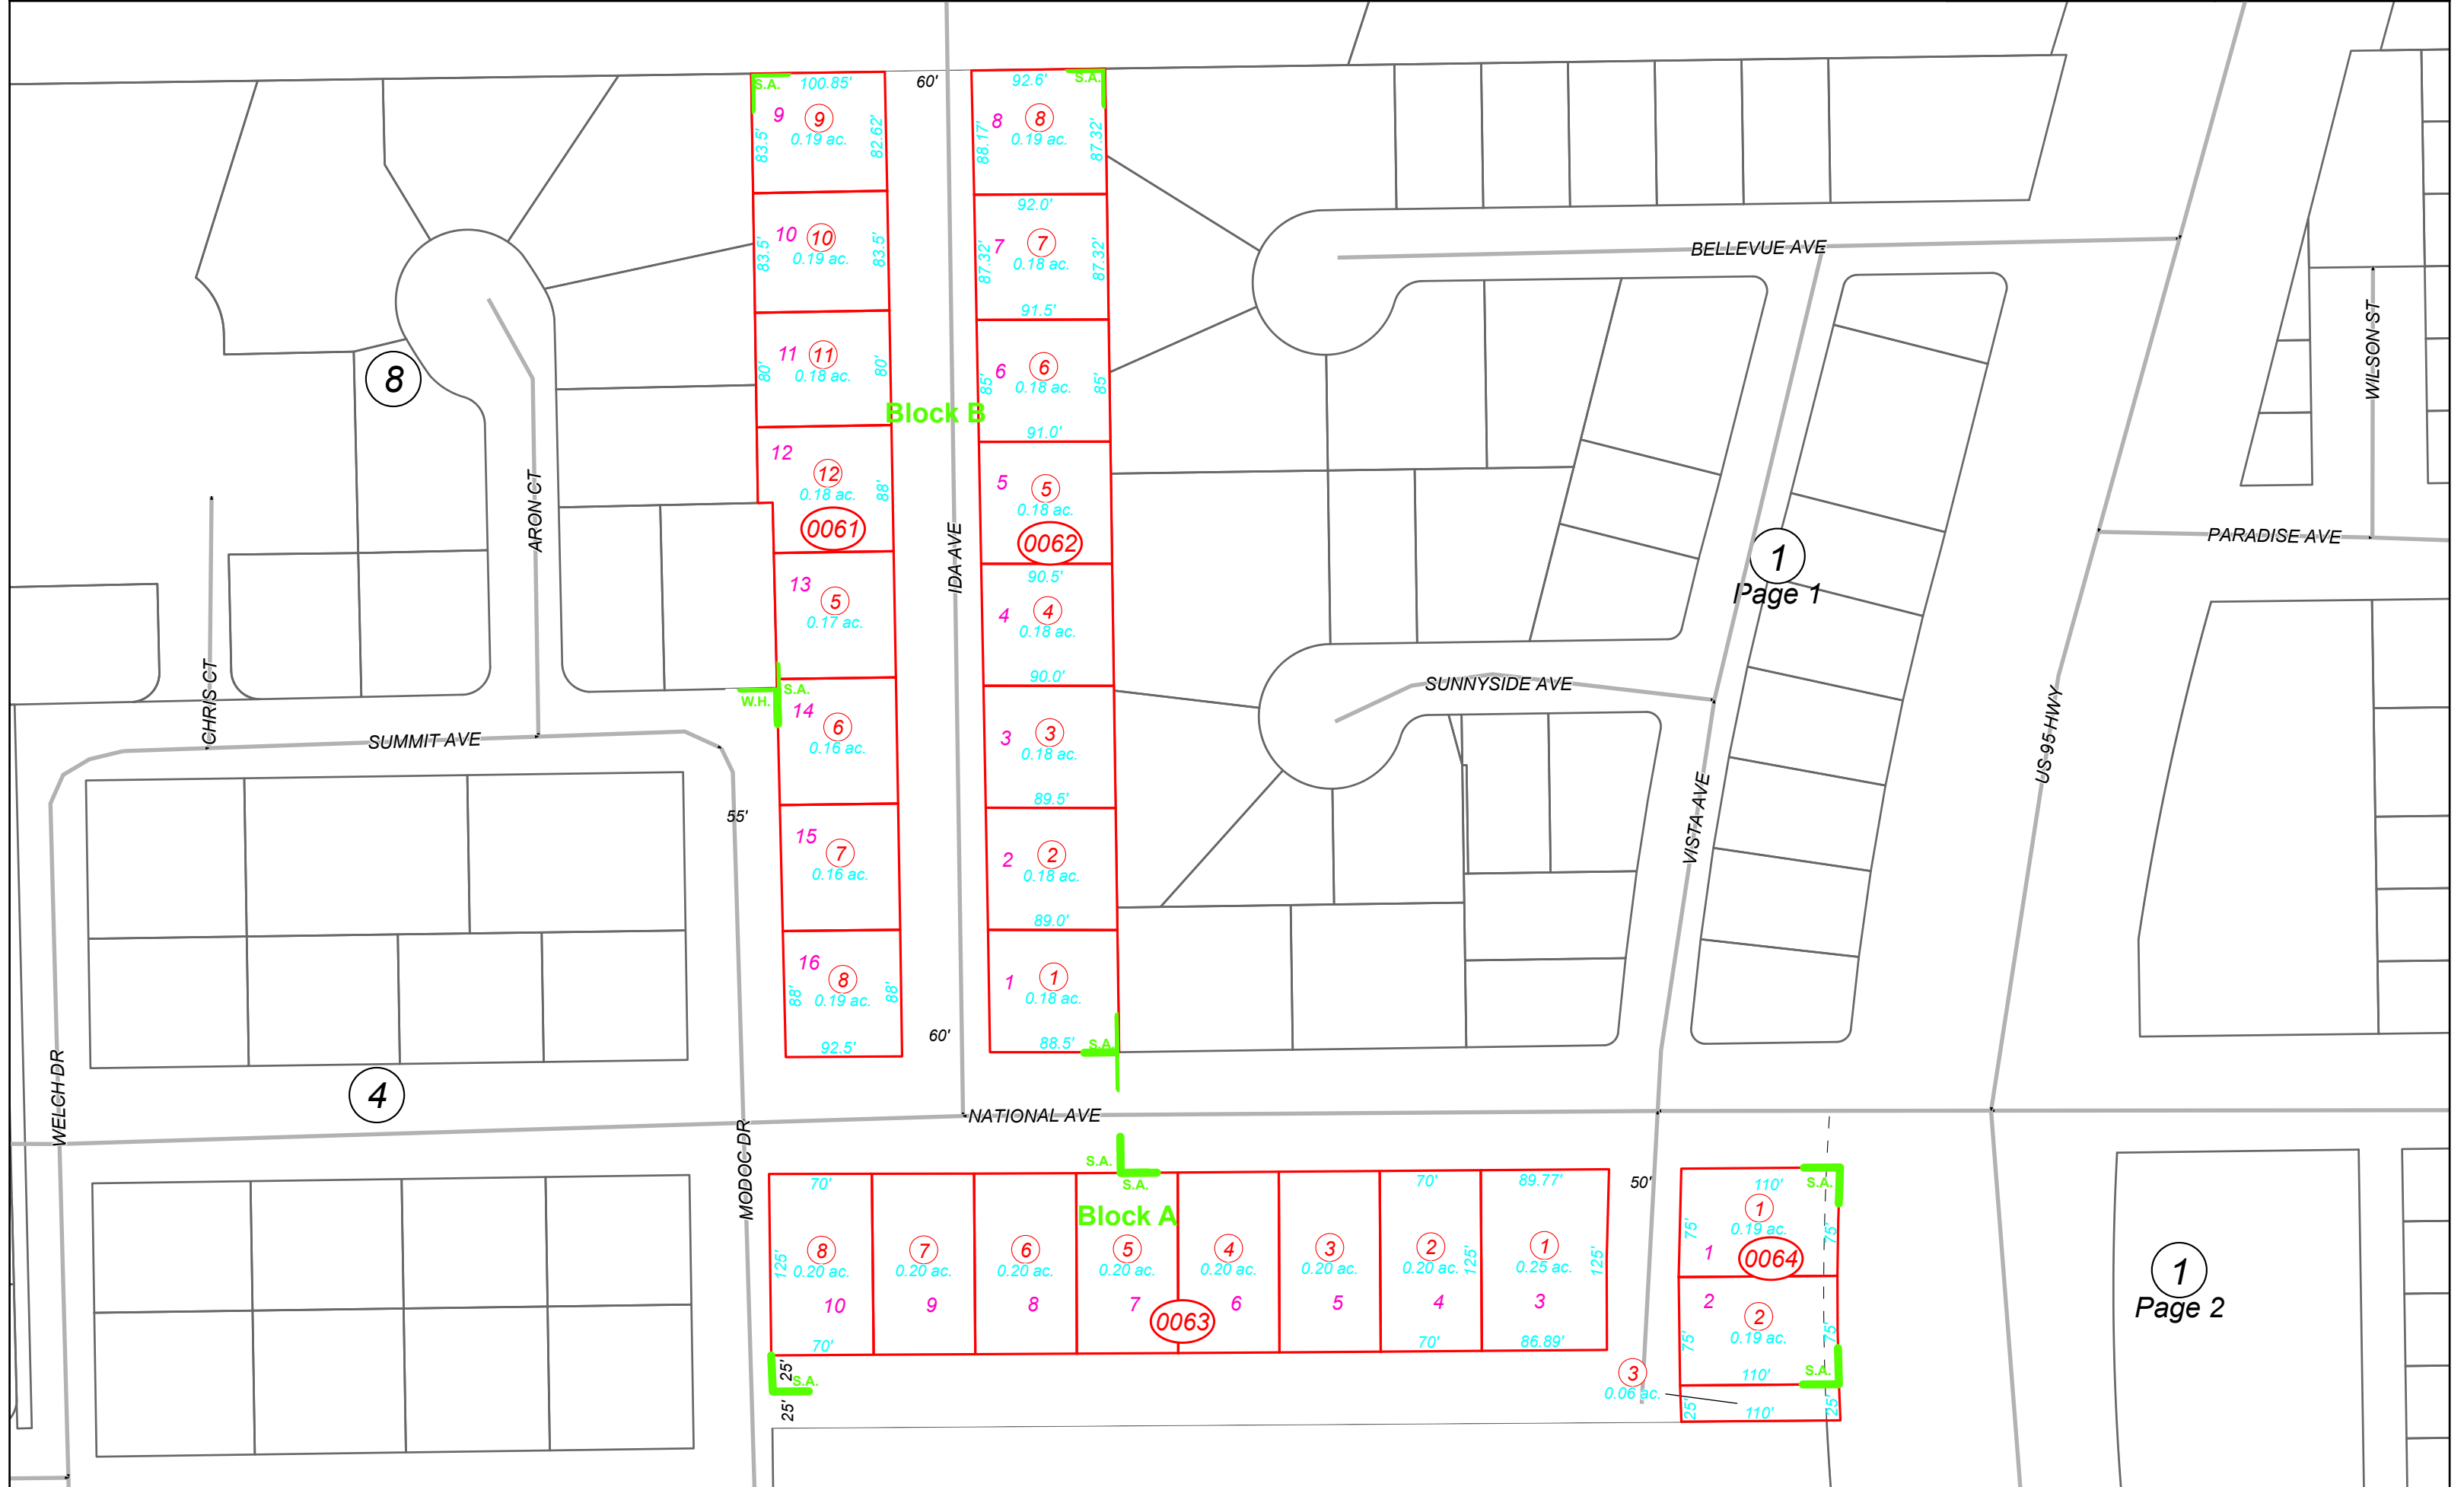 S.A.
100.85'
60'
92.6'
S.A.
9
9
0.19 ac.
83.5'
82.62'
8
8
0.19 ac.
88.17'
87.32'
10
10
0.19 ac.
83.5'
83.5'
92.0'
7
7
0.18 ac.
87.32'
87.32'
91.5'
BELLEVUE AVE
11
11
0.18 ac.
80'
80'
6
6
0.18 ac.
85'
85'
91.0'
WILSON ST
8
Block B
12
12
0.18 ac.
88'
0061
5
5
0.18 ac.
0062
ARON CT
IDA AVE
1
Page 1
PARADISE AVE
13
5
0.17 ac.
90.5'
4
4
0.18 ac.
90.0'
CHRIS CT
SUMMIT AVE
W.H.
S.A.
14
6
0.16 ac.
3
3
0.18 ac.
89.5'
SUNNYSIDE AVE
US 95 HWY
VISTA AVE
55'
15
7
0.16 ac.
2
2
0.18 ac.
89.0'
16
8
0.19 ac.
88'
88'
92.5'
60'
1
1
0.18 ac.
88.5'
S.A.
WELCH DR
4
NATIONAL AVE
MODOC DR
S.A.
S.A.
Block A
70'
70'
89.77'
50'
110'
S.A.
8
0.20 ac.
125'
10
70'
7
0.20 ac.
9
6
0.20 ac.
8
5
0.20 ac.
7
0063
4
0.20 ac.
6
3
0.20 ac.
5
2
0.20 ac.
125'
4
70'
1
0.25 ac.
125'
3
86.89'
1
0.19 ac.
75'
75'
1
0064
2
2
0.19 ac.
75'
75'
110'
S.A.
1
Page 2
25'
S.A.
25'
3
0.06 ac.
25'
110'
25'